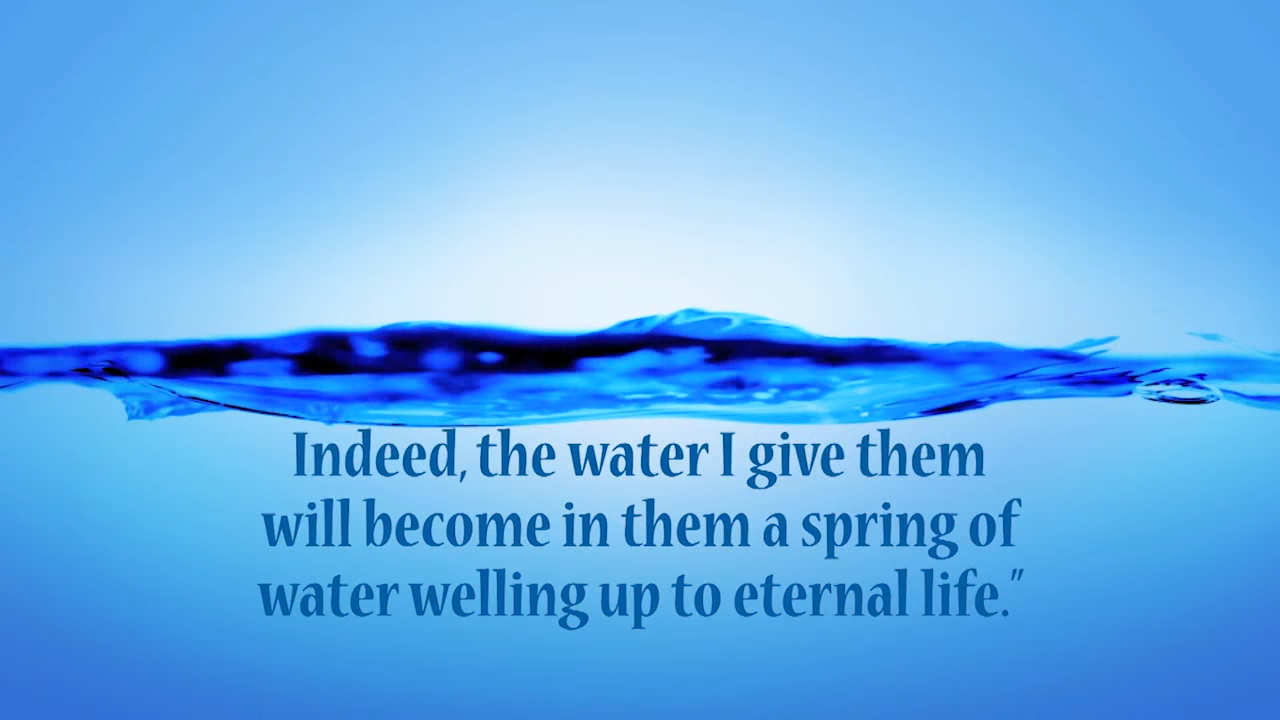 Indeed, the water I give them
will become in them a spring of
water welling up to eternal life.”